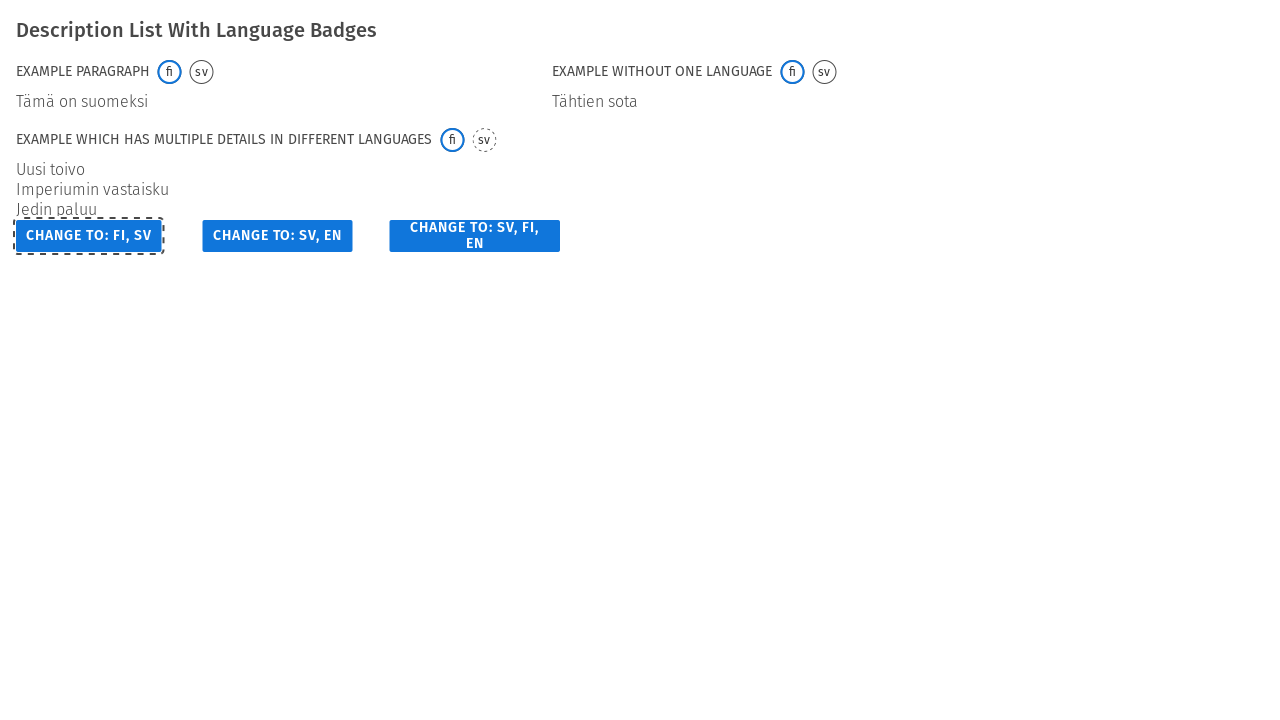 Description List With Language Badges
EXAMPLE PARAGRAPH fi sv
Tämä on suomeksi
EXAMPLE WITHOUT ONE LANGUAGE fi sv
Tähtien sota
EXAMPLE WHICH HAS MULTIPLE DETAILS IN DIFFERENT LANGUAGES fi sv
Uusi toivo
Imperiumin vastaisku
Jedin paluu
CHANGE TO: FI, SV
CHANGE TO: SV, EN
CHANGE TO: SV, FI,
EN